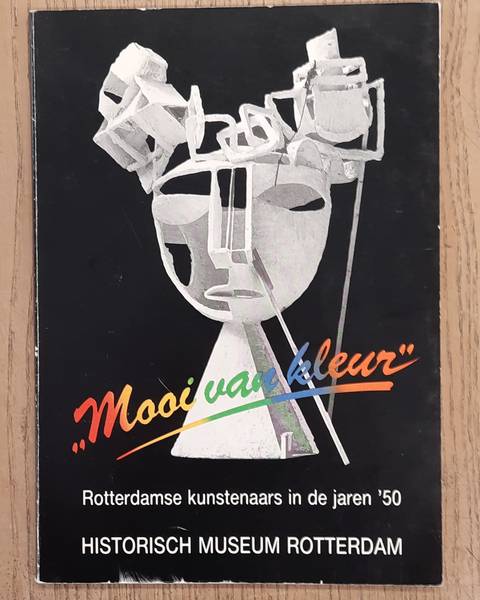 „Mooi van kleur”
Rotterdamse kunstenaars in de jaren '50
HISTORISCH MUSEUM ROTTERDAM